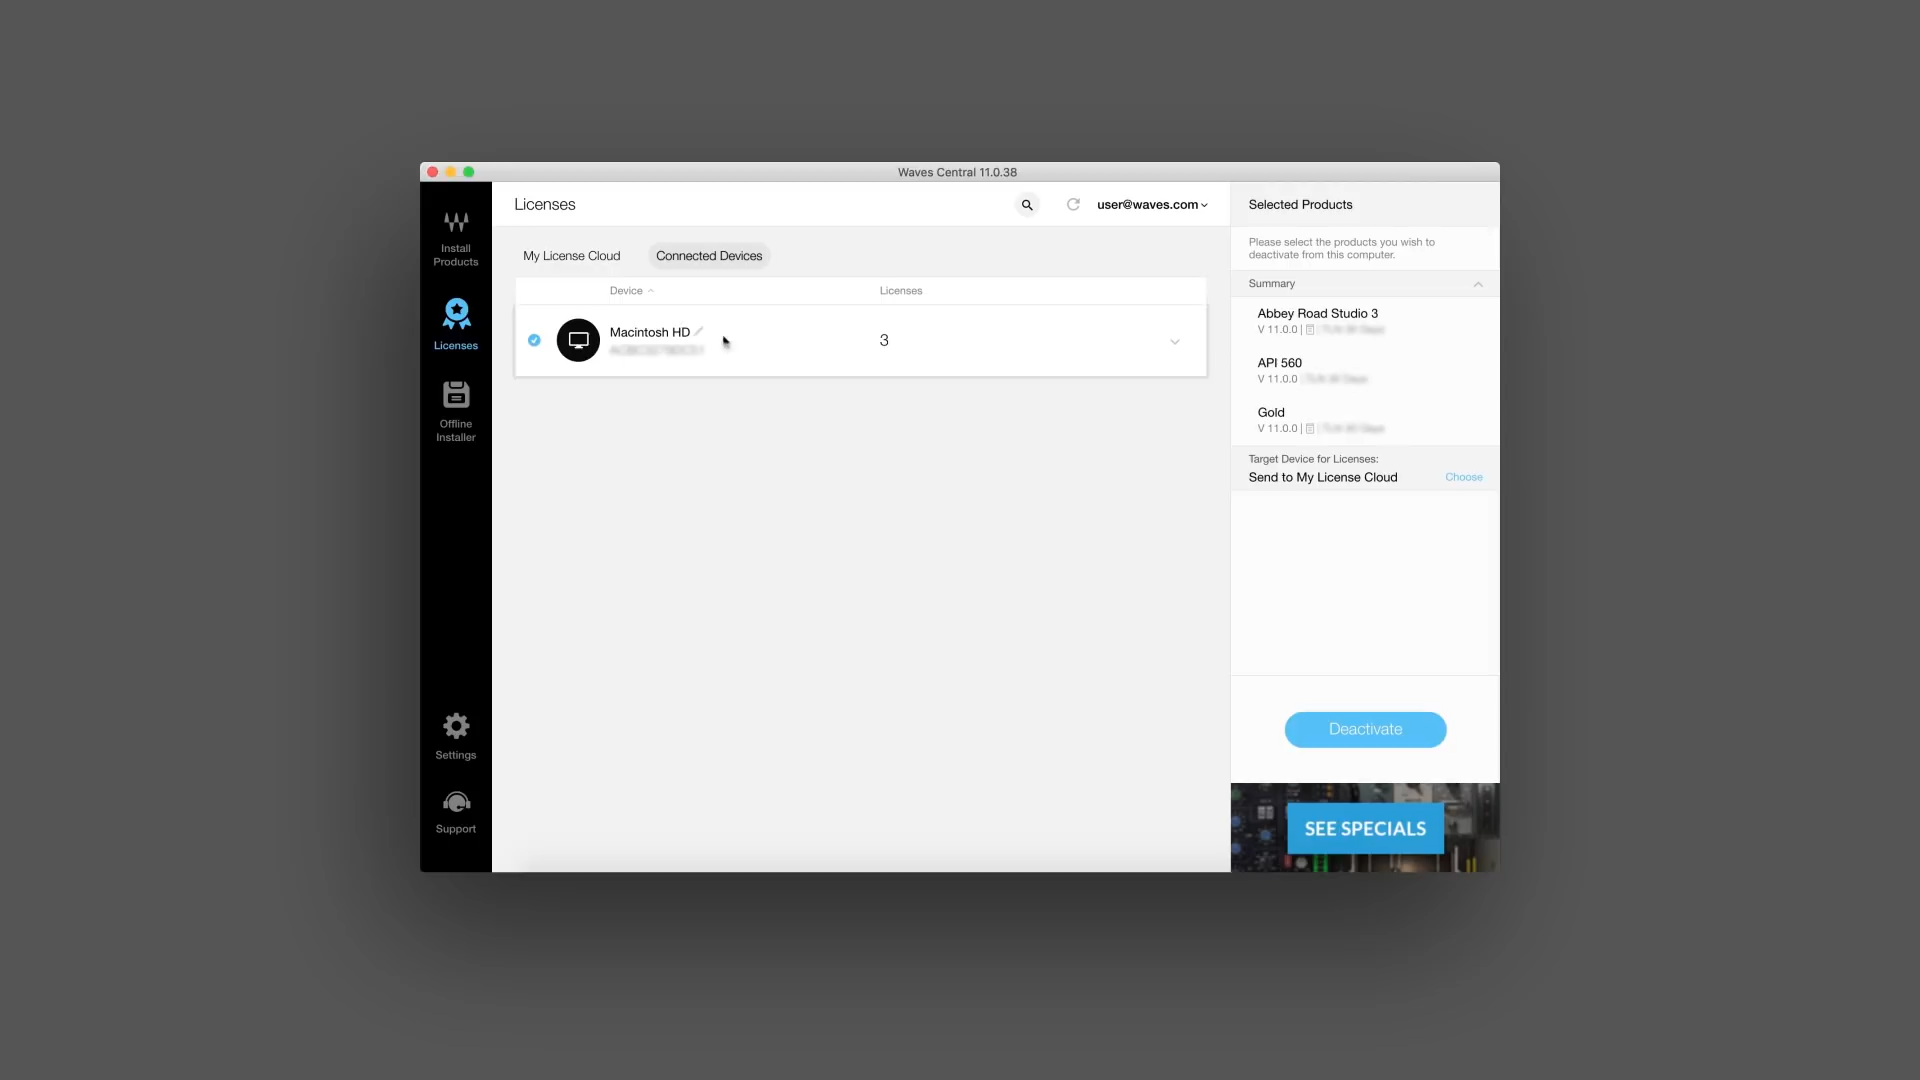 Waves Central 11.0.38
Install
Products
Licenses
Offline
Installer
Settings
Support
Licenses
user@waves.com
My License Cloud
Connected Devices
Device
Licenses
Macintosh HD
3
Selected Products
Please select the products you wish to
deactivate from this computer.
Summary
Abbey Road Studio 3
V 11.0.0 |
API 560
V 11.0.0 |
Gold
V 11.0.0 |
Target Device for Licenses:
Send to My License Cloud
Choose
Deactivate
SEE SPECIALS